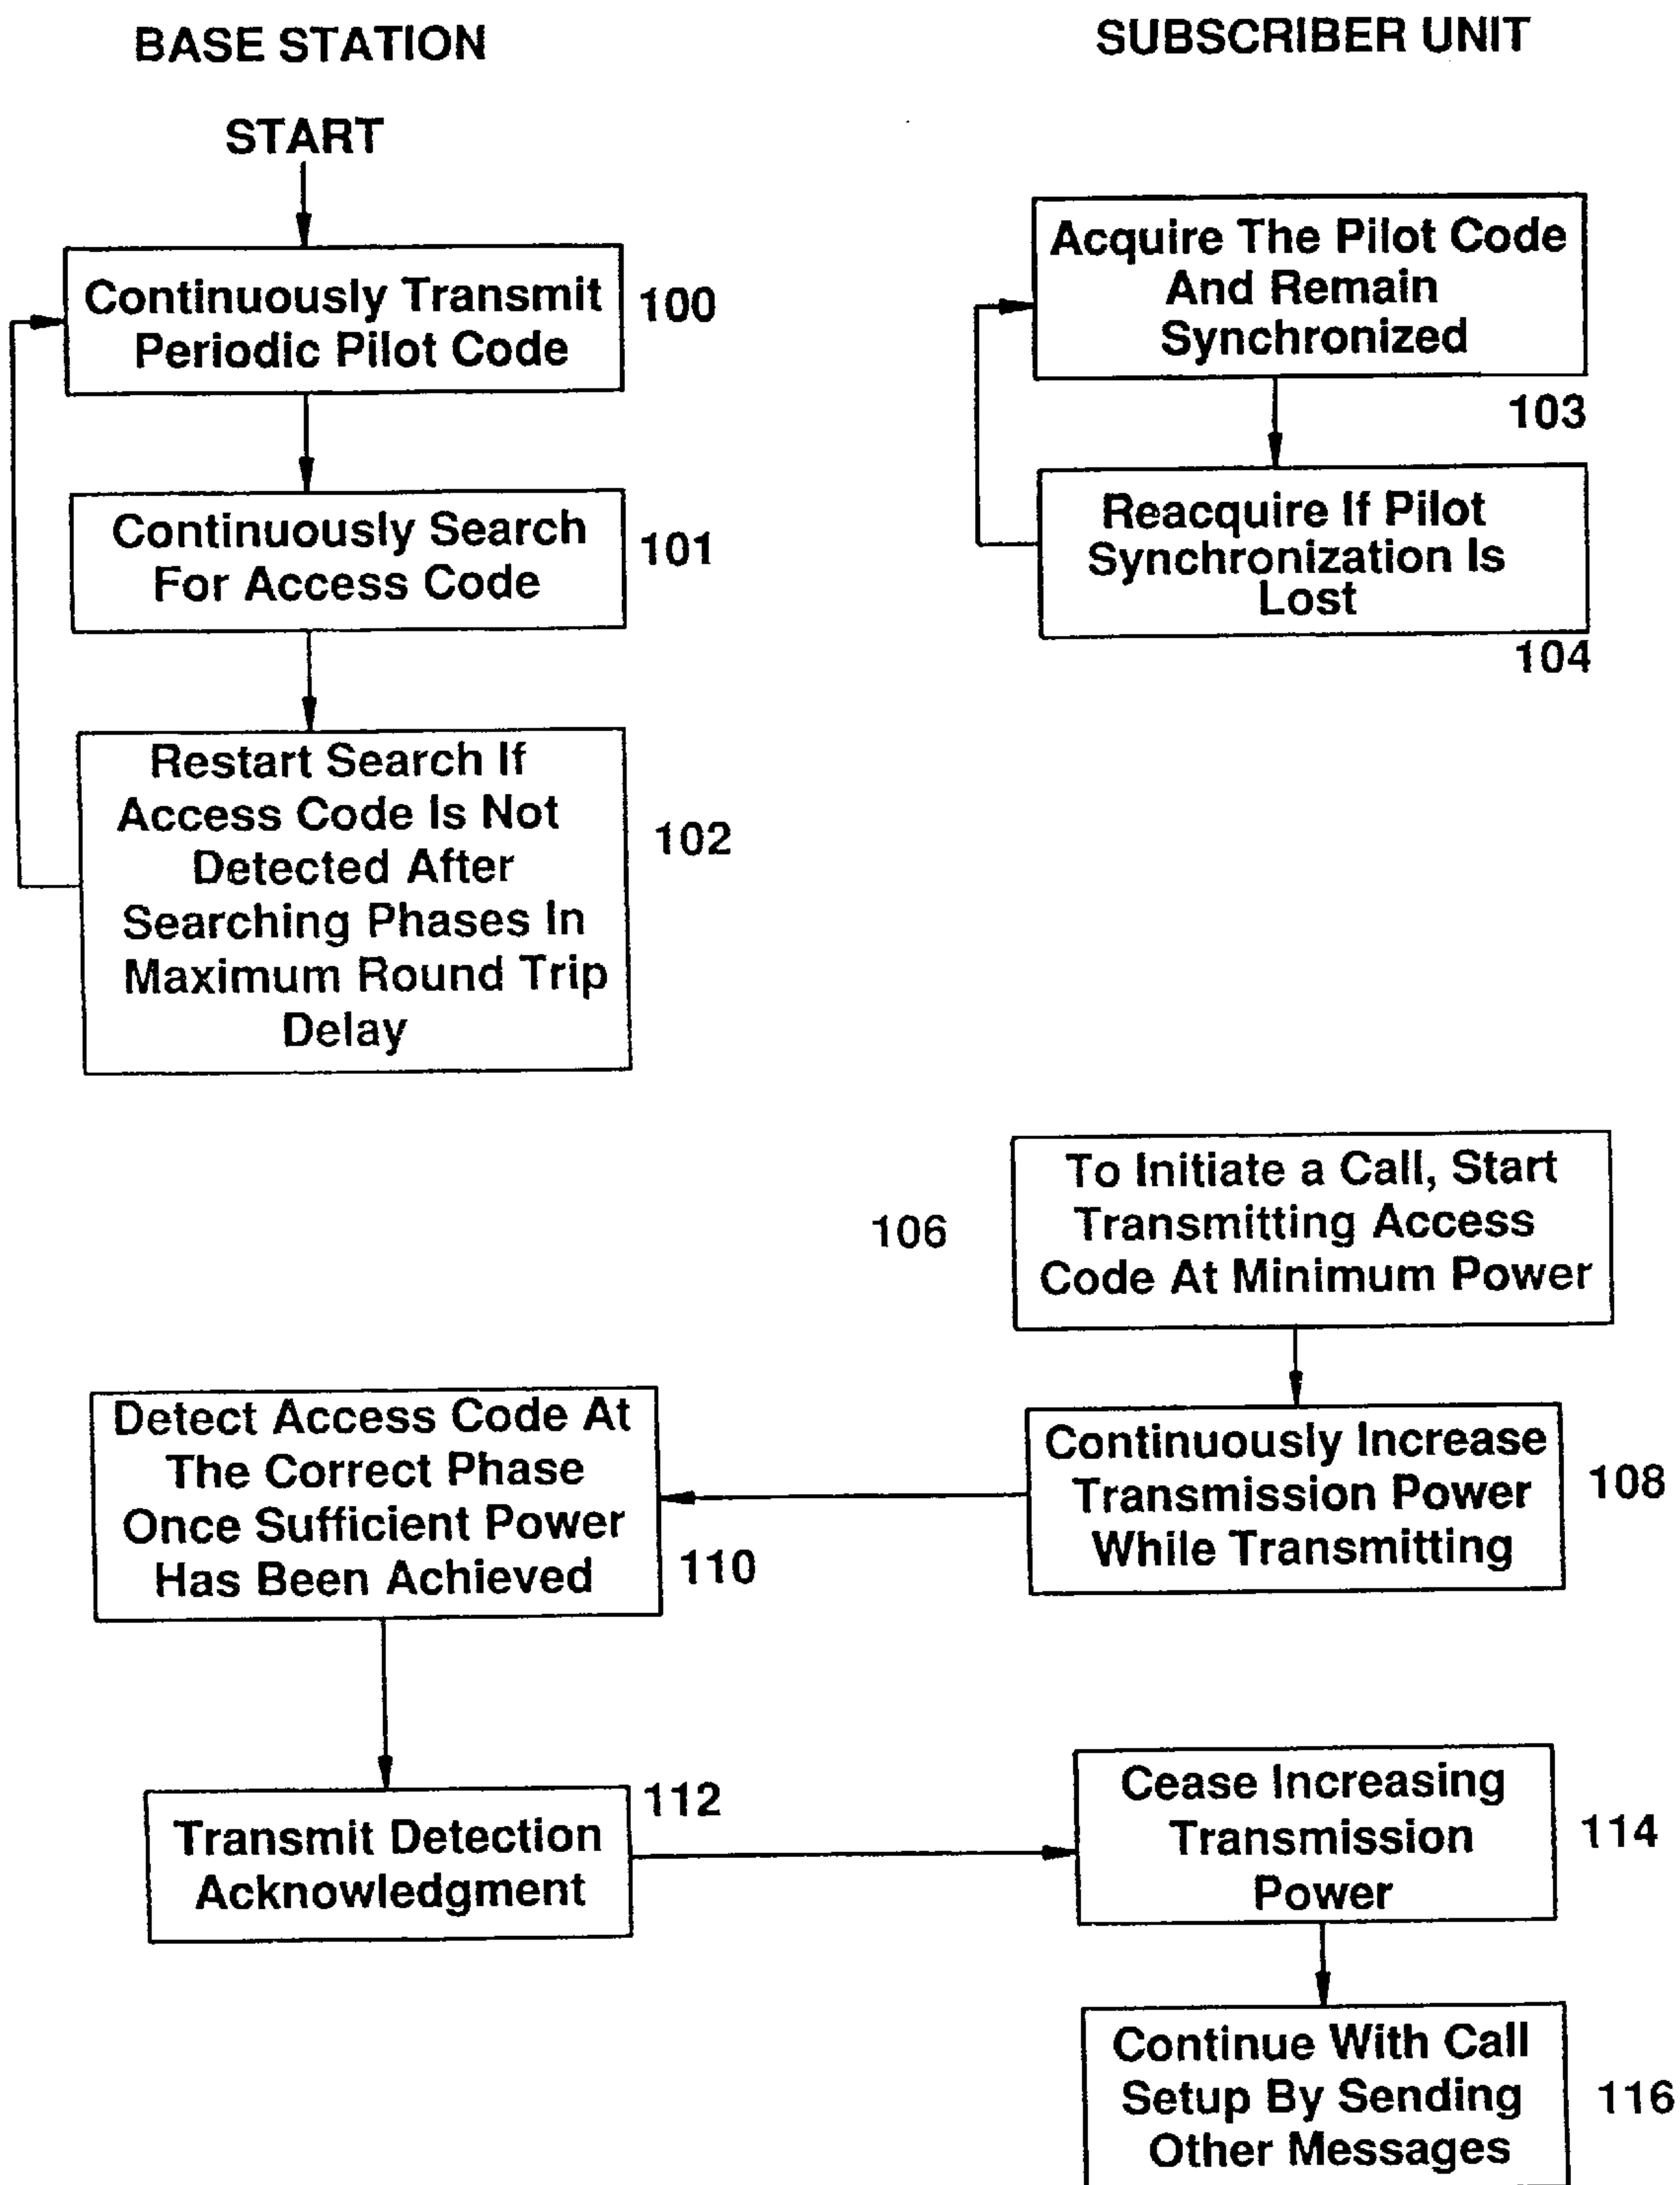 BASE STATION
START
Continuously Transmit
Periodic Pilot Code
100
Continuously Search
For Access Code
101
Restart Search If
Access Code Is Not
Detected After
Searching Phases In
Maximum Round Trip
Delay
102
SUBSCRIBER UNIT
Acquire The Pilot Code
And Remain
Synchronized
103
Reacquire If Pilot
Synchronization Is
Lost
104
To Initiate a Call, Start
Transmitting Access
Code At Minimum Power
106
Continuously Increase
Transmission Power
While Transmitting
108
Detect Access Code At
The Correct Phase
Once Sufficient Power
Has Been Achieved
110
Transmit Detection
Acknowledgment
112
Cease Increasing
Transmission
Power
114
Continue With Call
Setup By Sending
Other Messages
116